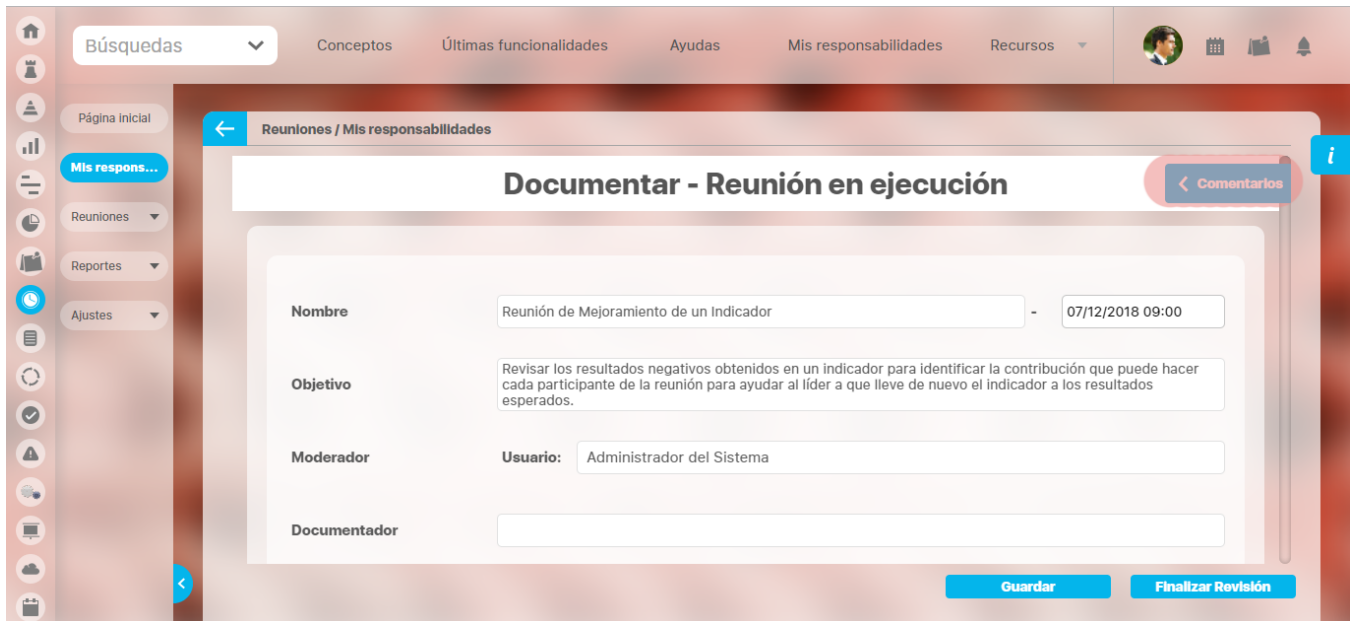 Búsquedas
Conceptos
Últimas funcionalidades
Ayudas
Mis responsabilidades
Recursos
Página inicial
Mis respons...
Reuniones
Reportes
Ajustes
Reuniones / Mis responsabilidades
i
Documentar - Reunión en ejecución
Comentarios
Nombre
Reunión de Mejoramiento de un Indicador
-
07/12/2018 09:00
Objetivo
Revisar los resultados negativos obtenidos en un indicador para identificar la contribución que puede hacer
cada participante de la reunión para ayudar al líder a que lleve de nuevo el indicador a los resultados
esperados.
Moderador
Usuario:
Administrador del Sistema
Documentador
Guardar
Finalizar Revisión